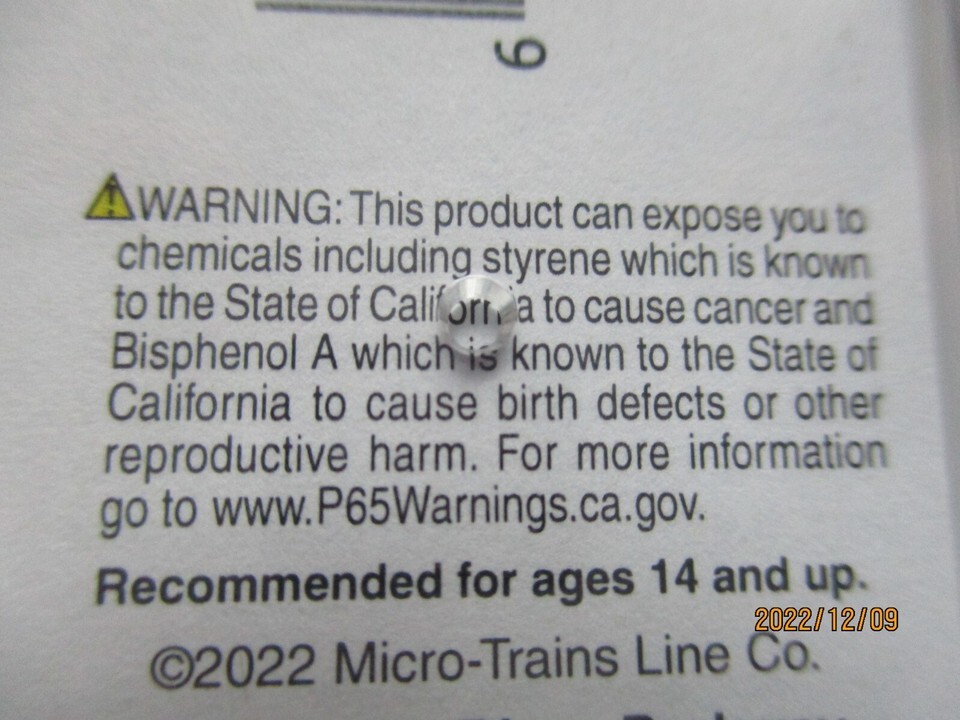 6
⚠WARNING: This product can expose you to
chemicals including styrene which is known
to the State of California to cause cancer and
Bisphenol A which is known to the State of
California to cause birth defects or other
reproductive harm. For more information
go to www.P65Warnings.ca.gov.
Recommended for ages 14 and up.
2022/12/09
©2022 Micro-Trains Line Co.